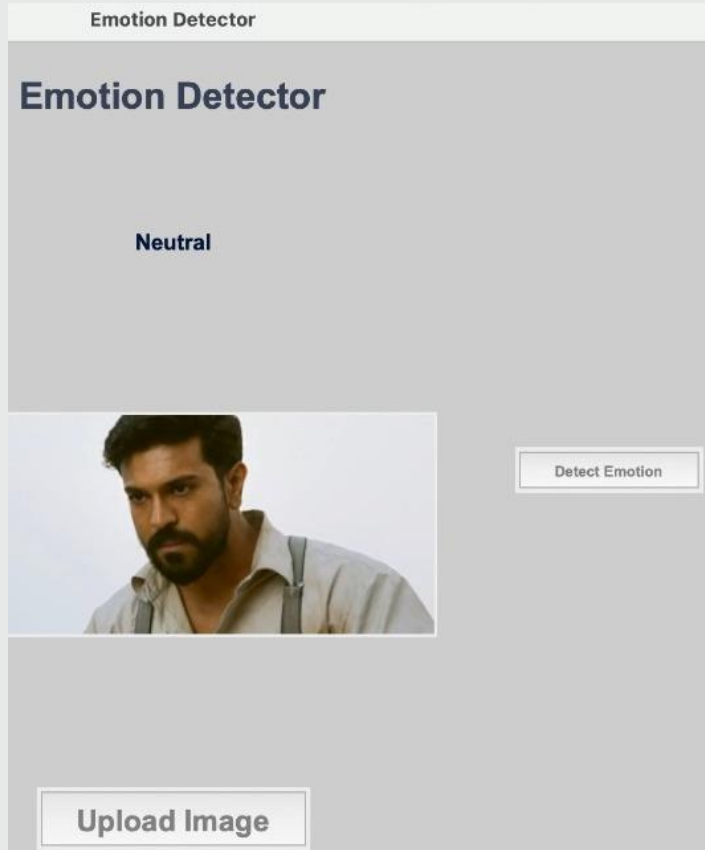 Emotion Detector
Emotion Detector
Neutral
Detect Emotion
Upload Image